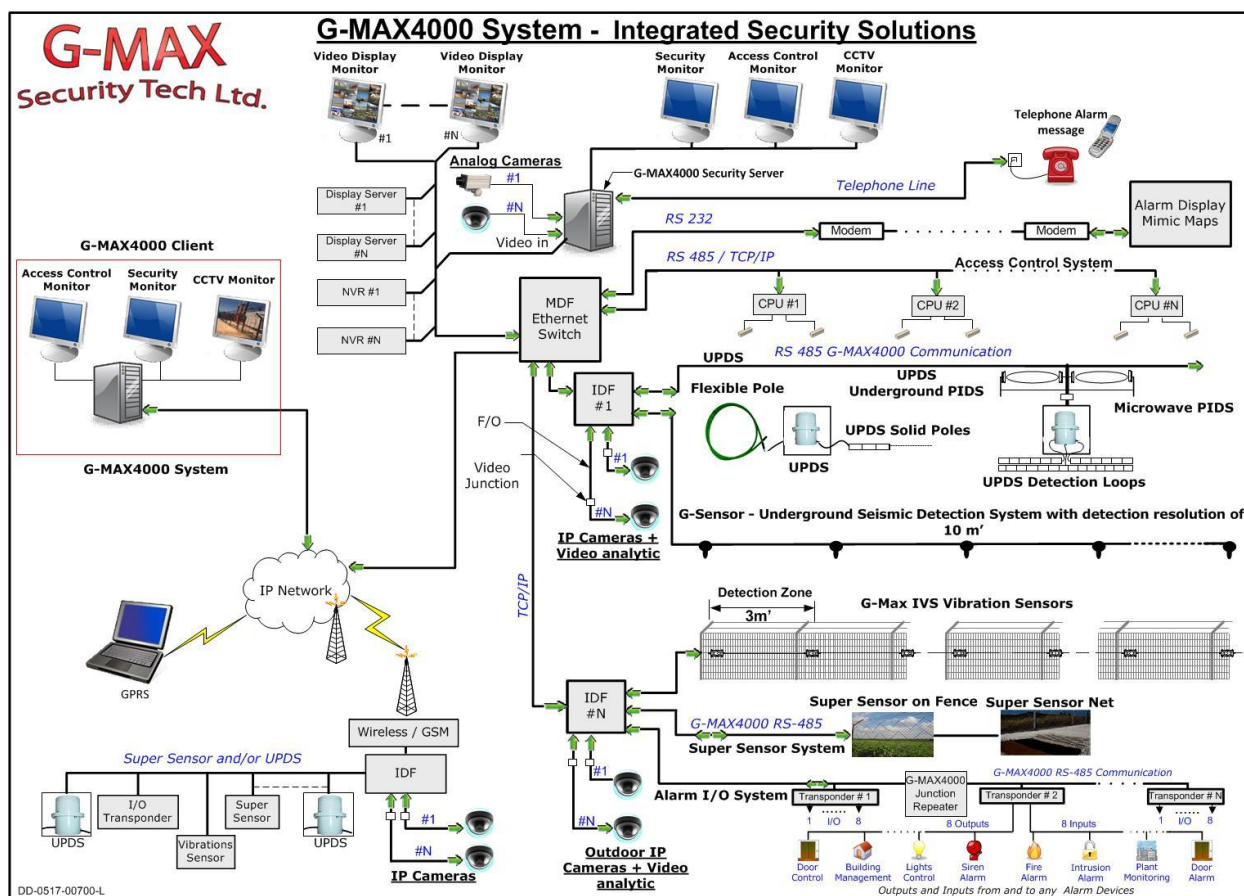 G-MAX4000 System - Integrated Security Solutions
G-MAX
Security Tech Ltd.
Video Display
Monitor
#1
Video Display
Monitor
#N
Security
Monitor
Access Control
Monitor
CCTV
Monitor
Telephone Alarm
message
Analog Cameras
#1
#N
Video in
G-MAX4000 Security Server
Telephone Line
Display Server
#1
Display Server
#N
NVR #1
NVR #N
RS 232
Modem
Modem
Alarm Display
Mimic Maps
RS 485 / TCP/IP
Access Control System
CPU #1
CPU #2
CPU #N
MDF
Ethernet
Switch
G-MAX4000 Client
Access Control
Monitor
Security
Monitor
CCTV Monitor
G-MAX4000 System
RS 485 G-MAX4000 Communication
UPDS
Flexible Pole
UPDS
UPDS Solid Poles
UPDS
Underground PIDS
Microwave PIDS
UPDS Detection Loops
IDF
#1
F/O
Video
Junction
#1
#N
IP Cameras +
Video analytic
G-Sensor - Underground Seismic Detection System with detection resolution of
10 m'
TCP/IP
IP Network
GPRS
Wireless / GSM
IDF
Super Sensor and/or UPDS
UPDS
I/O
Transponder
Vibrations
Sensor
Super
Sensor
UPDS
#1
#N
IP Cameras
Detection Zone
3m'
G-Max IVS Vibration Sensors
IDF
#N
G-MAX4000 RS-485
Super Sensor System
Super Sensor on Fence
Super Sensor Net
#1
#N
Outdoor IP
Cameras + Video
analytic
Alarm I/O System
G-MAX4000 RS-485 Communication
Transponder # 1
G-MAX4000
Junction
Repeater
Transponder # 2
Transponder # N
1 I/O 8
8 Outputs
8 Inputs
1 I/O 8
Door
Control
Building
Management
Lights
Control
Siren
Alarm
Fire
Alarm
Intrusion
Alarm
Plant
Monitoring
Door
Alarm
Outputs and Inputs from and to any Alarm Devices
DD-0517-00700-L